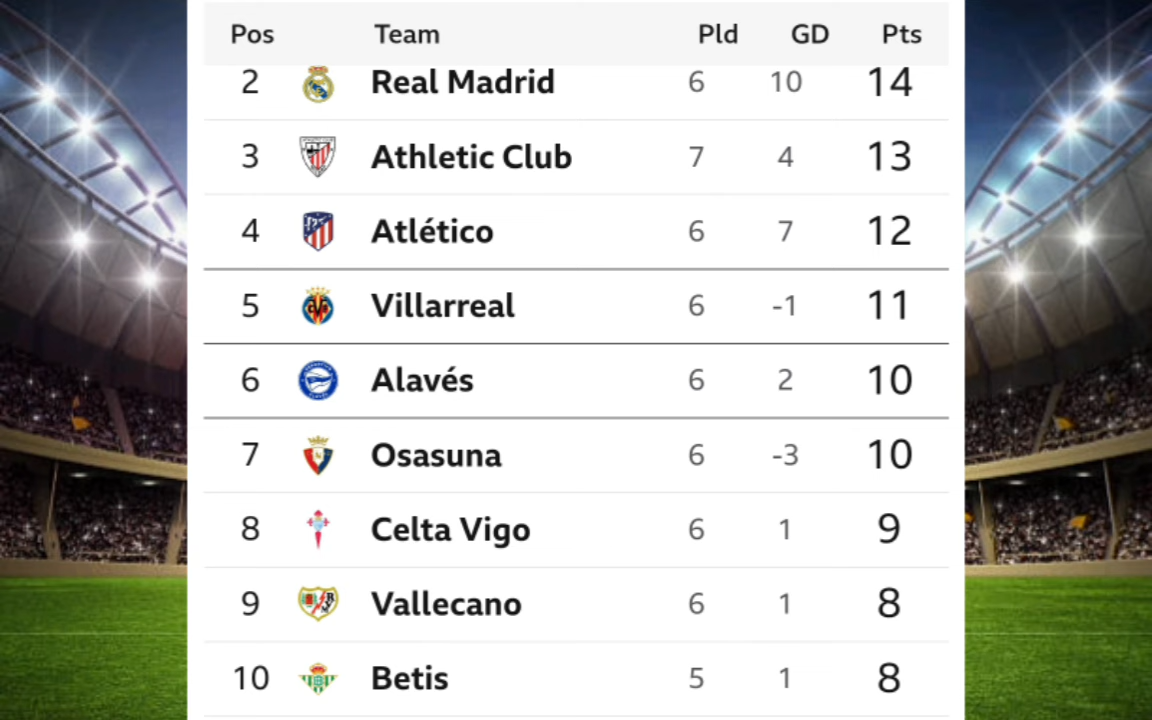 Pos Team Pld GD Pts
2 Real Madrid 6 10 14
3 Athletic Club 7 4 13
4 Atlético 6 7 12
5 Villarreal 6 -1 11
6 Alavés 6 2 10
7 Osasuna 6 -3 10
8 Celta Vigo 6 1 9
9 Vallecano 6 1 8
10 Betis 5 1 8